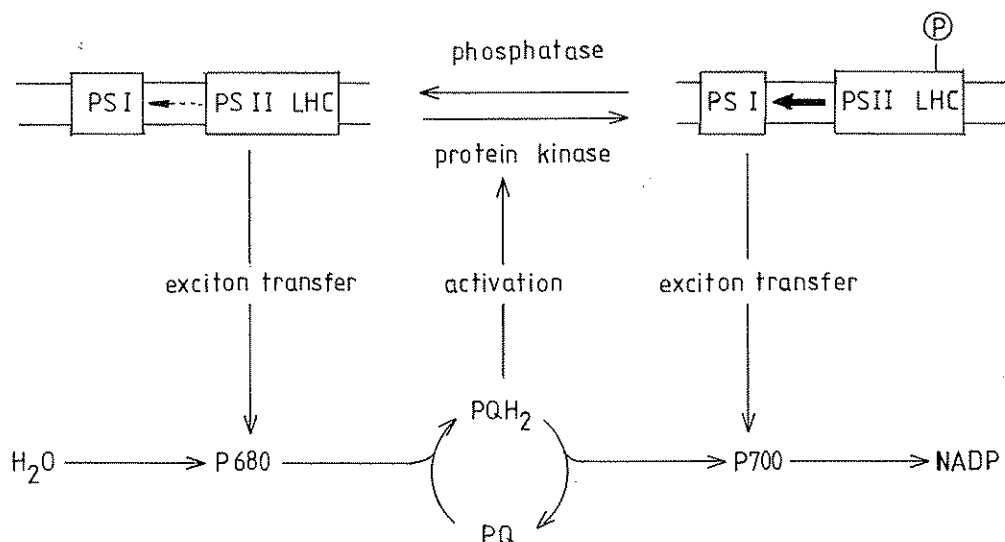 phosphatase
P
PS I
PS II LHC
PS I
PSII LHC
protein kinase
exciton transfer
activation
exciton transfer
PQH₂
H₂O
P680
P700
NADP
PQ